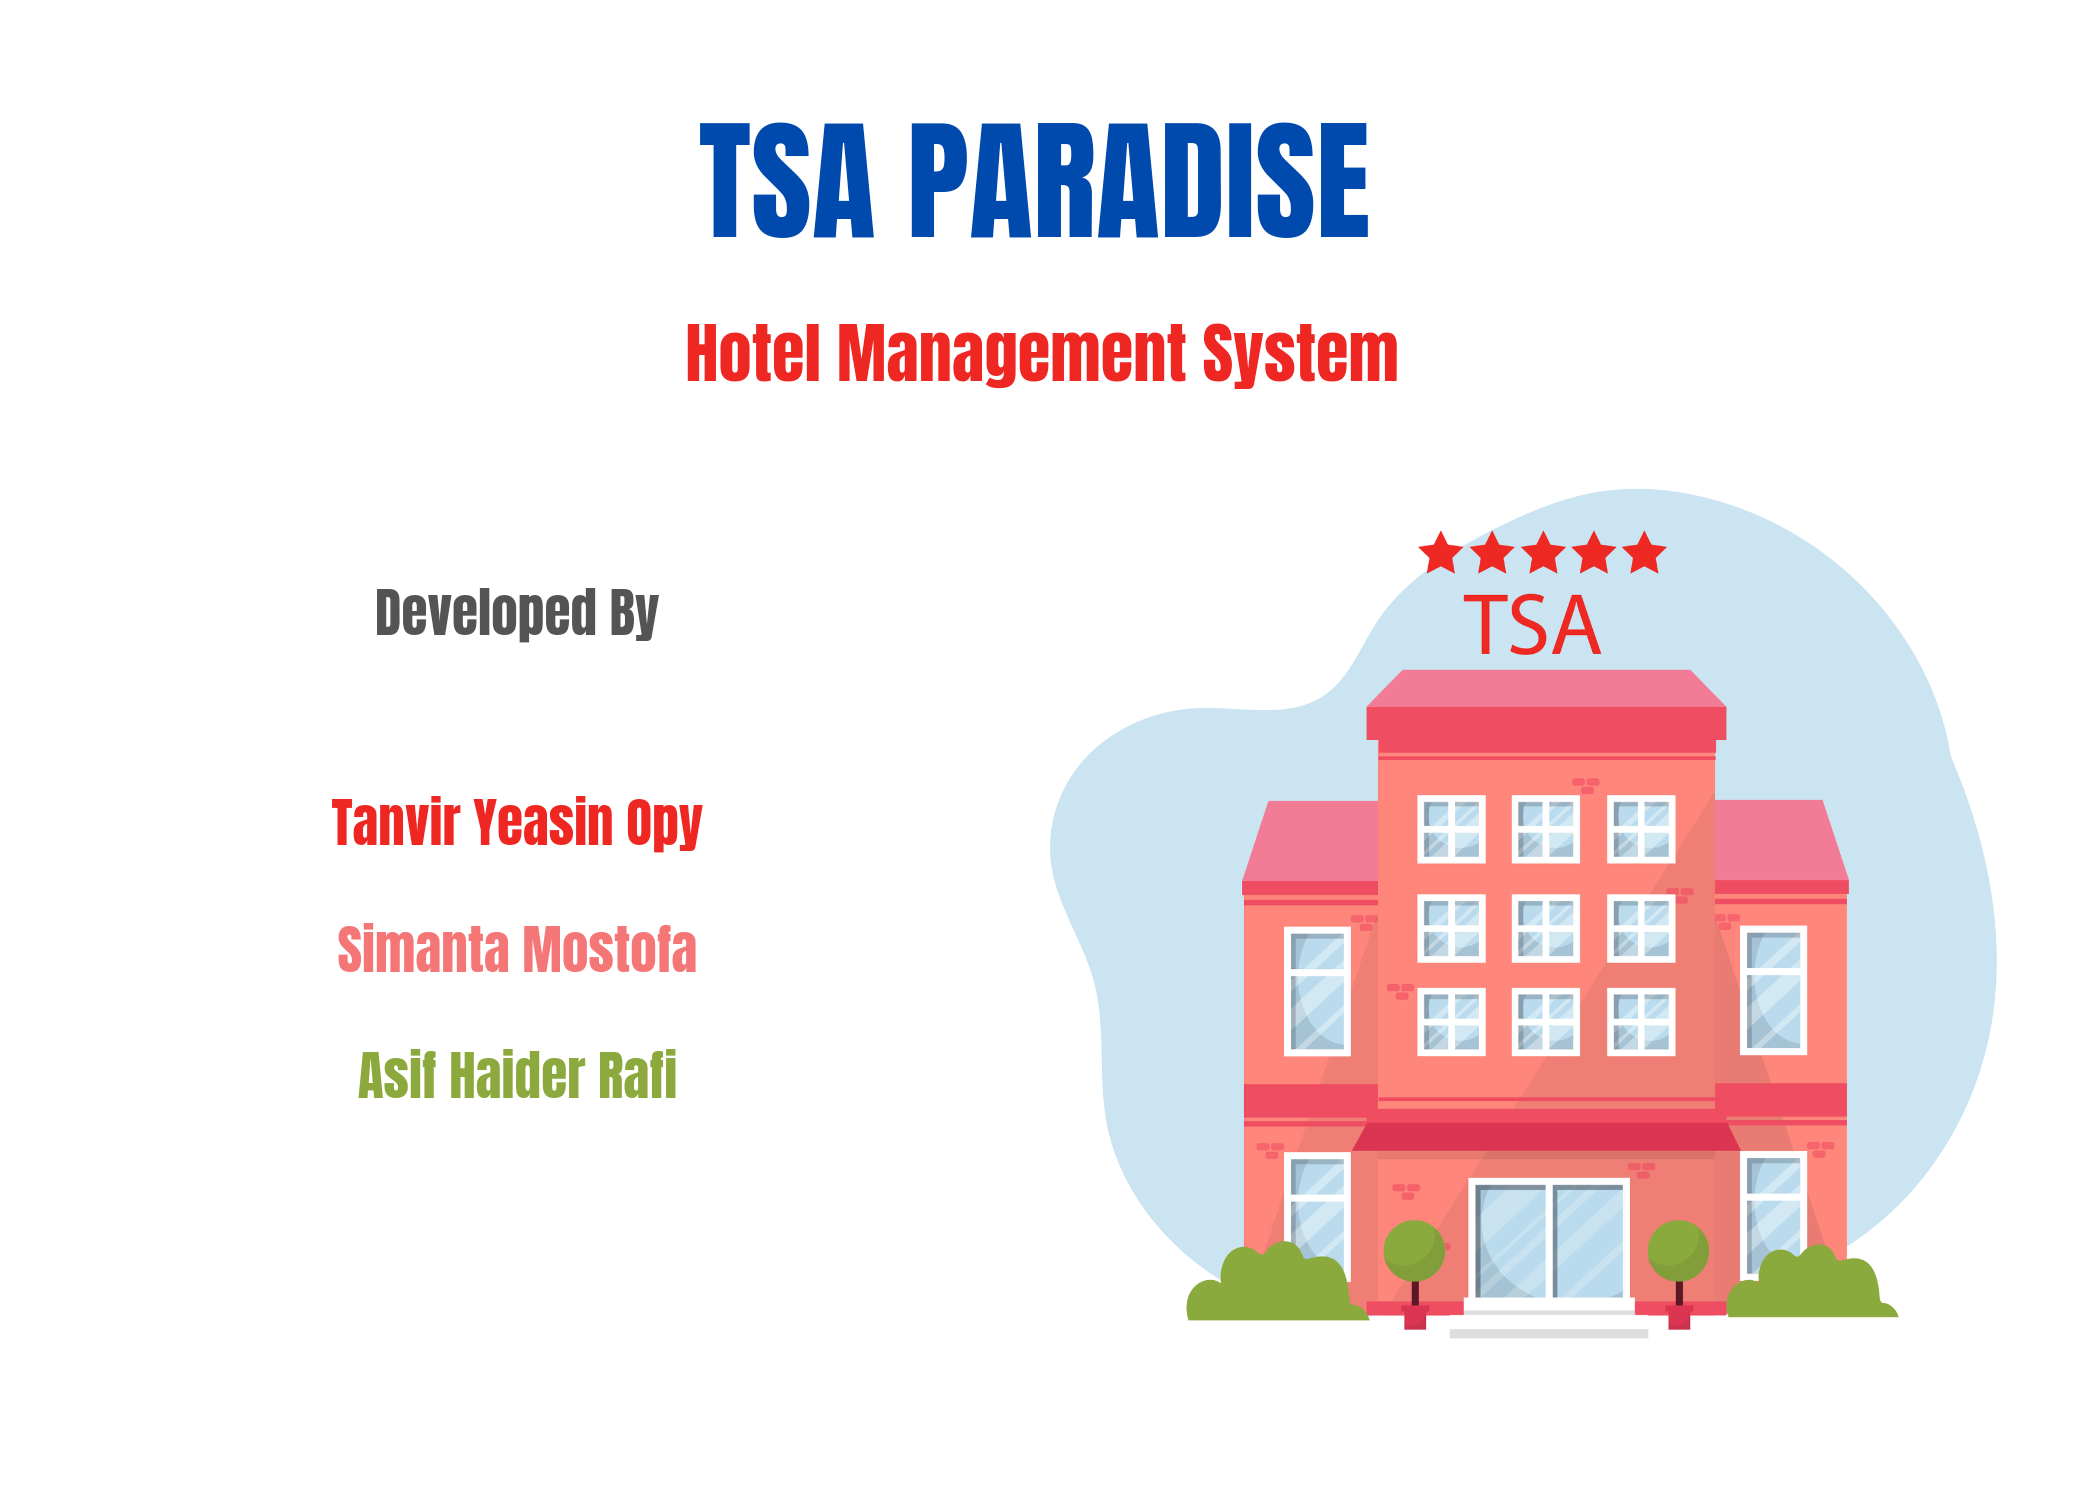 TSA PARADISE
Hotel Management System
Developed By
Tanvir Yeasin Opy
Simanta Mostofa
Asif Haider Rafi
TSA